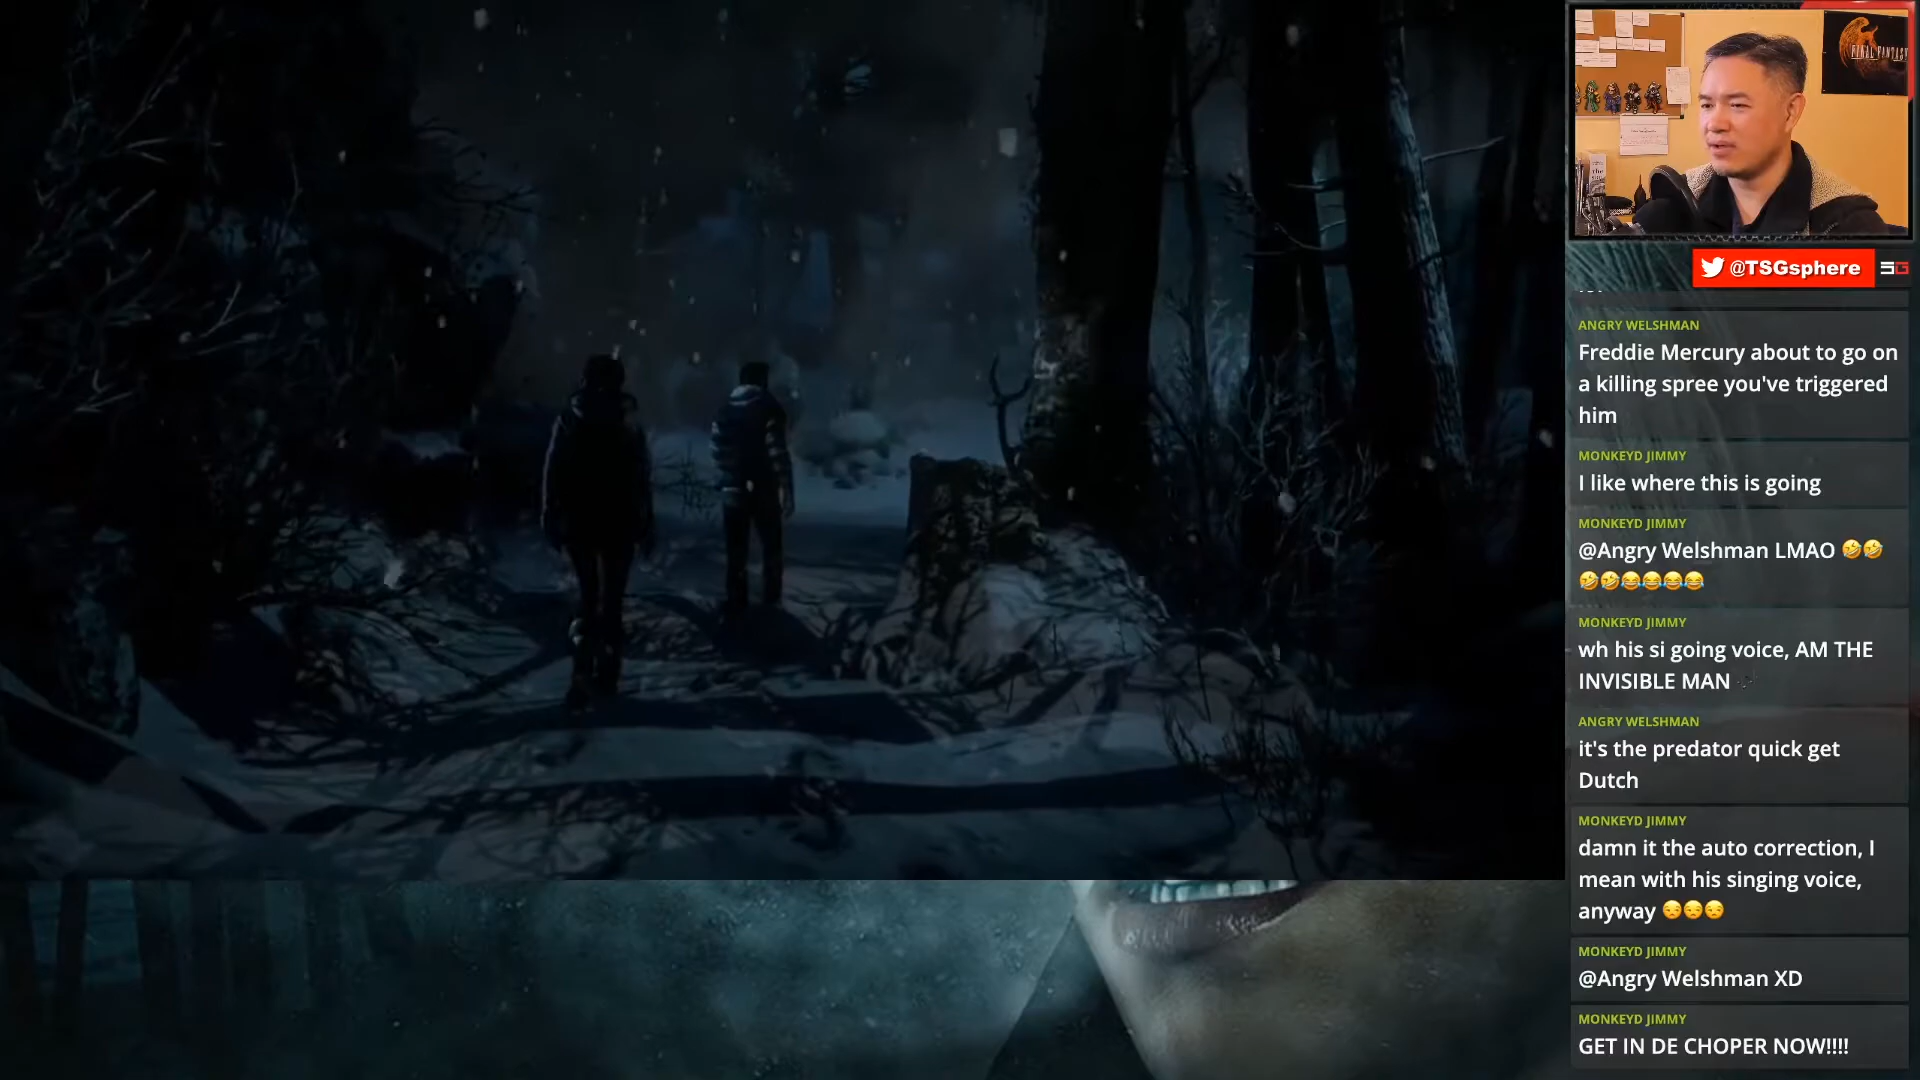 FINAL FANTASY
@TSGsphere
SG
ANGRY WELSHMAN
Freddie Mercury about to go on
a killing spree you've triggered
him
MONKEYD JIMMY
I like where this is going
MONKEYD JIMMY
@Angry Welshman LMAO 🤣🤣
🤣🤣😂😂😂😂
MONKEYD JIMMY
wh his si going voice, AM THE
INVISIBLE MAN
ANGRY WELSHMAN
it's the predator quick get
Dutch
MONKEYD JIMMY
damn it the auto correction, I
mean with his singing voice,
anyway 😒😒😒
MONKEYD JIMMY
@Angry Welshman XD
MONKEYD JIMMY
GET IN DE CHOPER NOW!!!!